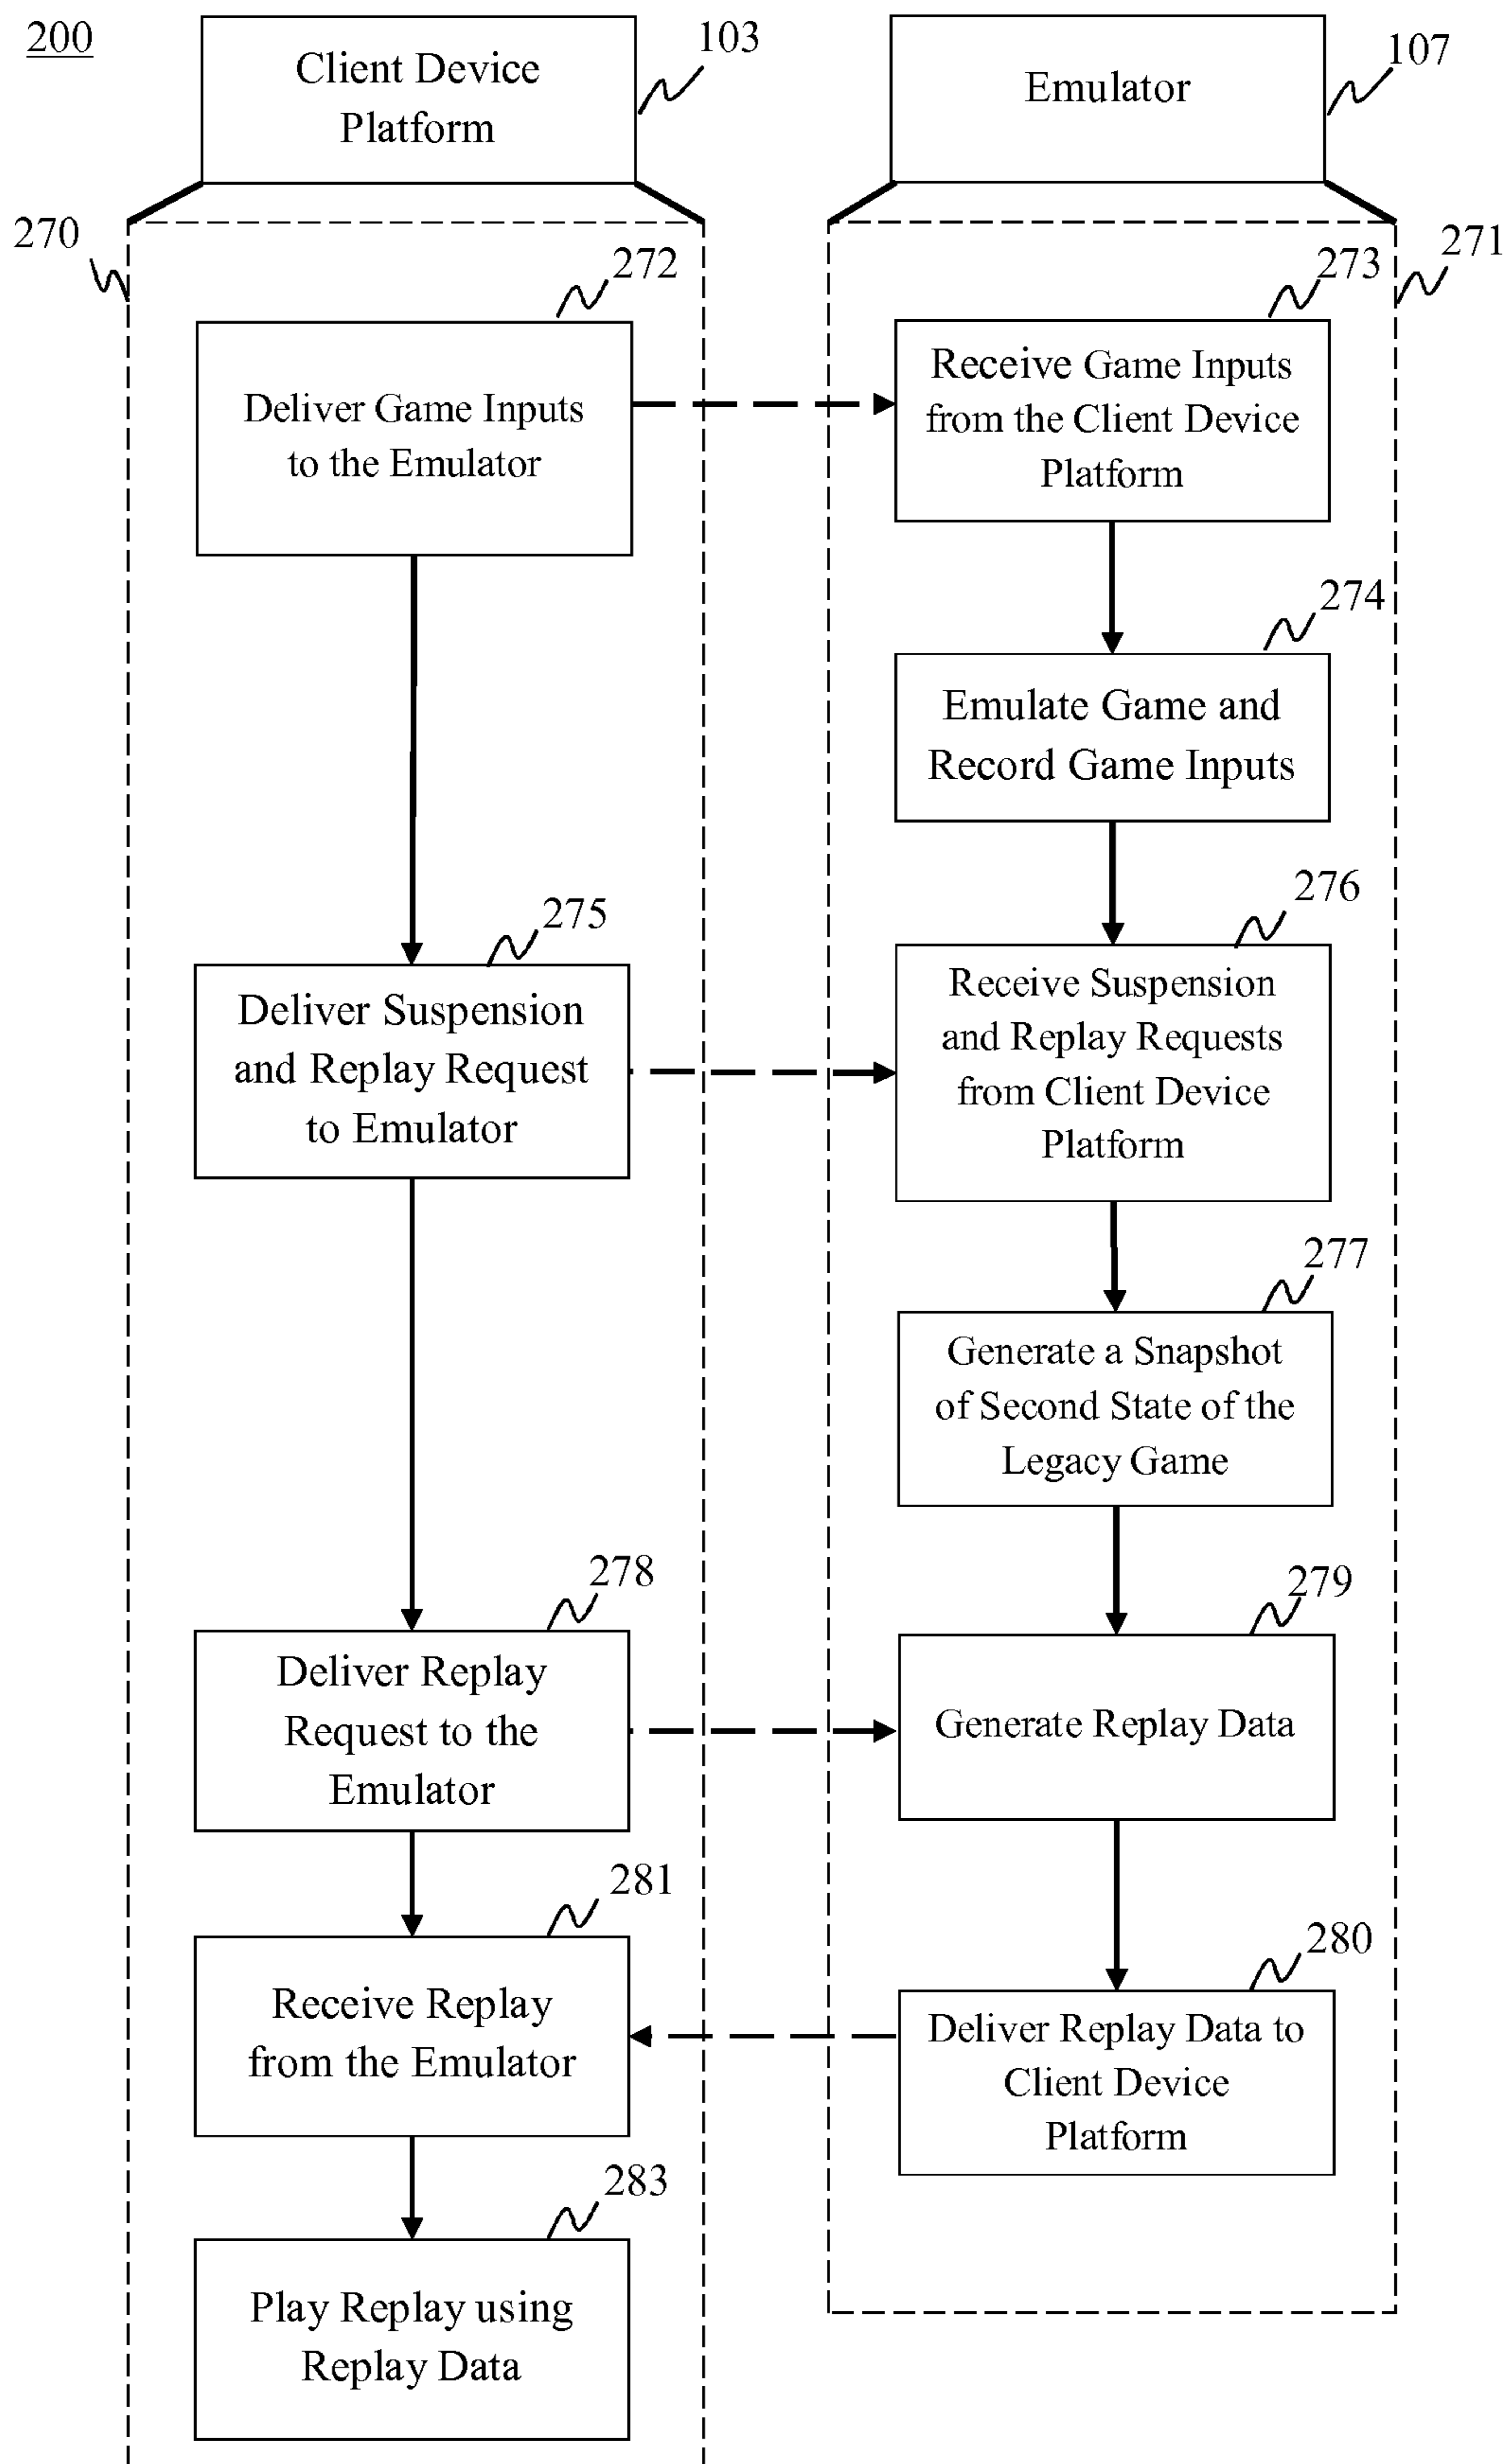 200
Client Device
Platform
103
Emulator
107
270
271
272
Deliver Game Inputs
to the Emulator
273
Receive Game Inputs
from the Client Device
Platform
274
Emulate Game and
Record Game Inputs
275
Deliver Suspension
and Replay Request
to Emulator
276
Receive Suspension
and Replay Requests
from Client Device
Platform
277
Generate a Snapshot
of Second State of the
Legacy Game
278
Deliver Replay
Request to the
Emulator
279
Generate Replay Data
281
Receive Replay
from the Emulator
280
Deliver Replay Data to
Client Device
Platform
283
Play Replay using
Replay Data